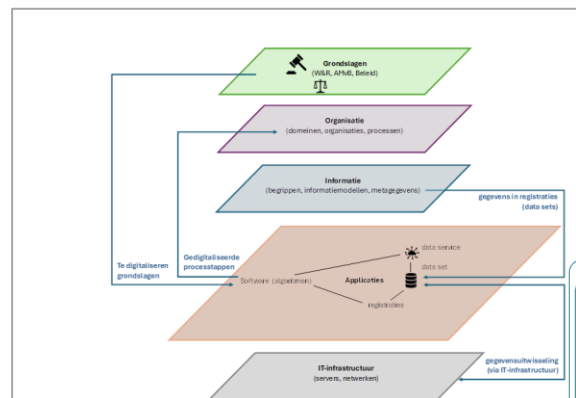 Grondslagen
(W&R, AMvB, Beleid)
Organisatie
(domeinen, organisaties, processen)
Informatie
(begrippen, informatiemodellen, metagegevens)
gegevens in registraties
(data sets)
data service
Gedigitaliseerde
processtappen
Te digitaliseren
grondslagen
data set
Software (algoritmen)
Applicaties
registraties
IT-infrastructuur
(servers, netwerken)
gegevensuitwisseling
(via IT-infrastructuur)